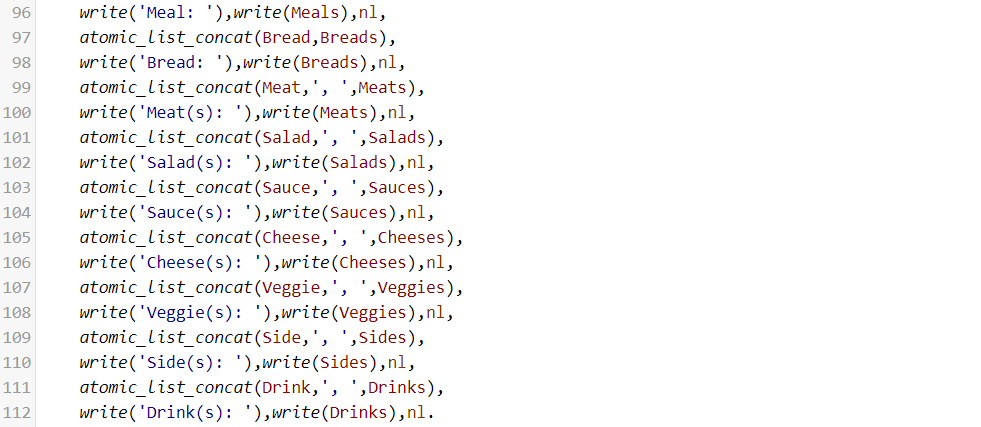 96 write('Meal: '),write(Meals),nl,
97 atomic_list_concat(Bread,Breads),
98 write('Bread: '),write(Breads),nl,
99 atomic_list_concat(Meat,', ',Meats),
100 write('Meat(s): '),write(Meats),nl,
101 atomic_list_concat(Salad,', ',Salads),
102 write('Salad(s): '),write(Salads),nl,
103 atomic_list_concat(Sauce,', ',Sauces),
104 write('Sauce(s): '),write(Sauces),nl,
105 atomic_list_concat(Cheese,', ',Cheeses),
106 write('Cheese(s): '),write(Cheeses),nl,
107 atomic_list_concat(Veggie,', ',Veggies),
108 write('Veggie(s): '),write(Veggies),nl,
109 atomic_list_concat(Side,', ',Sides),
110 write('Side(s): '),write(Sides),nl,
111 atomic_list_concat(Drink,', ',Drinks),
112 write('Drink(s): '),write(Drinks),nl.